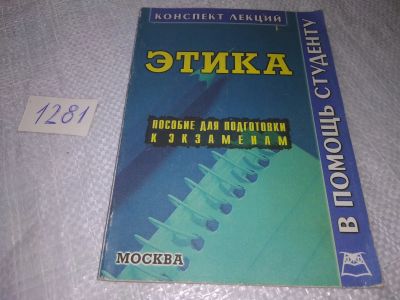 КОНСПЕКТ ЛЕКЦИЙ
ЭТИКА
ПОСОБИЕ ДЛЯ ПОДГОТОВКИ
К ЭКЗАМЕНАМ
МОСКВА
В ПОМОЩЬ СТУДЕНТУ
1281